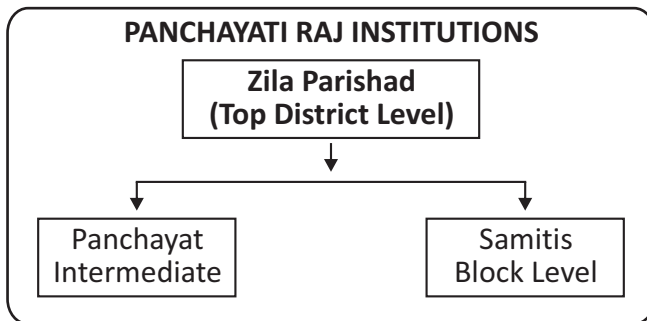 PANCHAYATI RAJ INSTITUTIONS
Zila Parishad
(Top District Level)
Panchayat
Intermediate
Samitis
Block Level